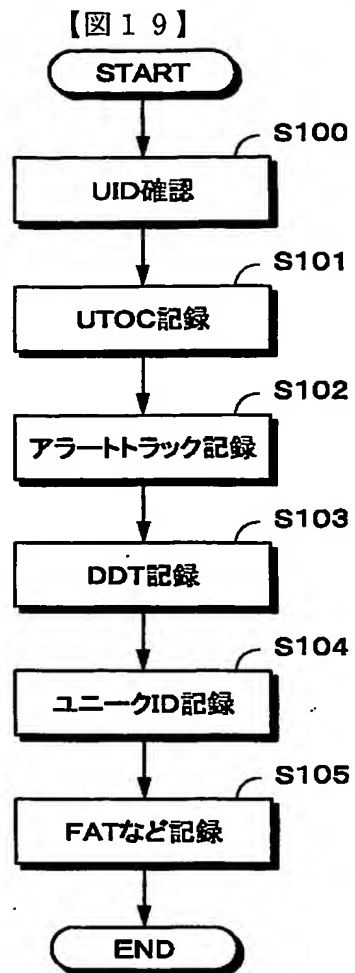 【図１９】
START
S100
UID確認
S101
UTOC記録
S102
アラートトラック記録
S103
DDT記録
S104
ユニークID記録
S105
FATなど記録
END